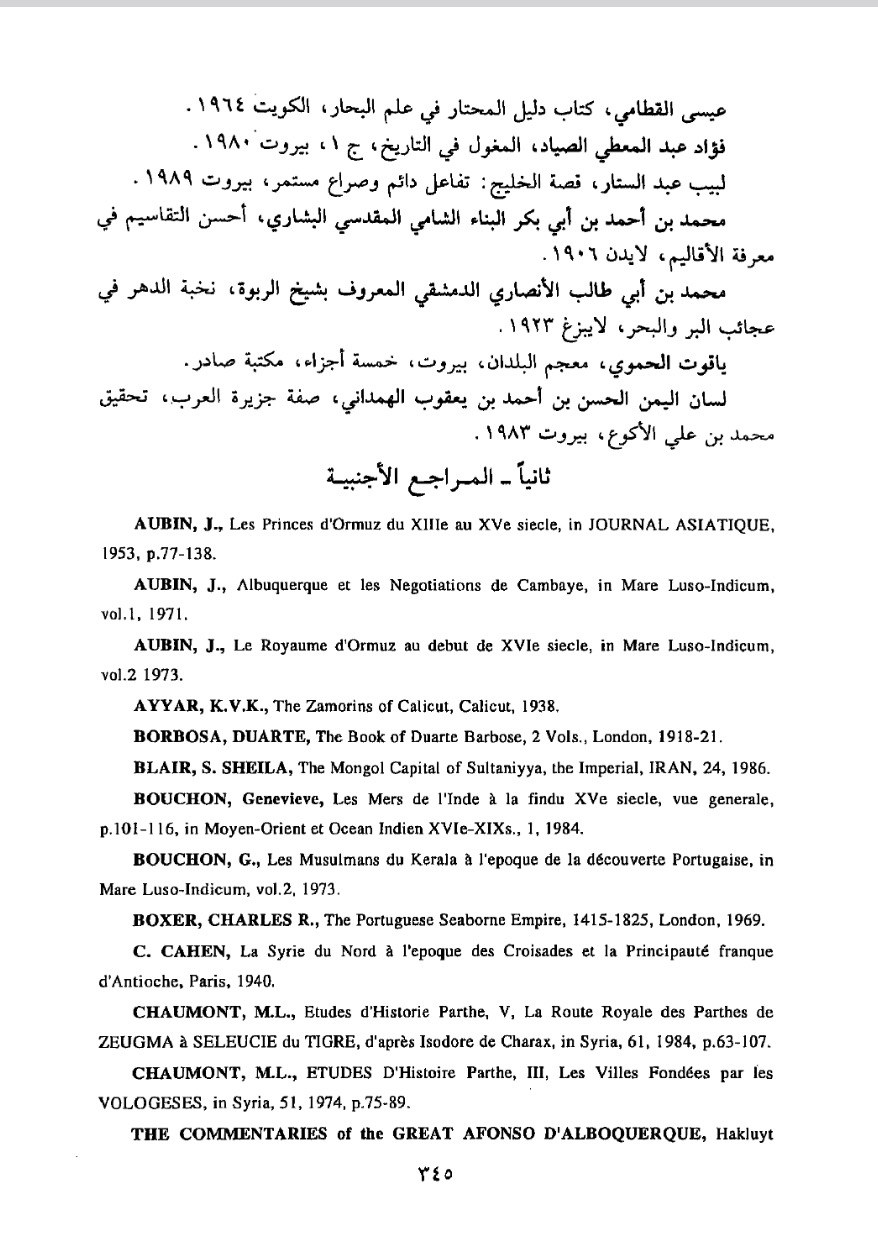 عيسى القطامي، كتاب دليل المحتار في علم البحار، الكويت ١٩٦٤ .
فؤاد عبد المعطي الصياد، المغول في التاريخ، ج ١، بيروت ١٩٨٠ .
لبيب عبد الستار، قصة الخليج: تفاعل دائم وصراع مستمر، بيروت ١٩٨٩ .
محمد بن أحمد بن أبي بكر البناء الشامي المقدسي البشاري، أحسن التقاسيم في
معرفة الأقاليم، لايدن ١٩٠٦ .
محمد بن أبي طالب الأنصاري الدمشقي المعروف بشيخ الربوة، نخبة الدهر في
عجائب البر والبحر، لايبزغ ١٩٢٣ .
ياقوت الحموي، معجم البلدان، بيروت، خمسة أجزاء، مكتبة صادر.
لسان اليمن الحسن بن أحمد بن يعقوب الهمداني، صفة جزيرة العرب، تحقيق
محمد بن علي الأكوع، بيروت ١٩٨٣ .
ثانياً - المراجع الأجنبية
AUBIN, J., Les Princes d'Ormuz du XIIIe au XVe siecle, in JOURNAL ASIATIQUE,
1953, p.77-138.
AUBIN, J., Albuquerque et les Negotiations de Cambaye, in Mare Luso-Indicum,
vol.1, 1971.
AUBIN, J., Le Royaume d'Ormuz au debut de XVIe siecle, in Mare Luso-Indicum,
vol.2 1973.
AYYAR, K.V.K., The Zamorins of Calicut, Calicut, 1938.
BORBOSA, DUARTE, The Book of Duarte Barbose, 2 Vols., London, 1918-21.
BLAIR, S. SHEILA, The Mongol Capital of Sultaniyya, the Imperial, IRAN, 24, 1986.
BOUCHON, Genevieve, Les Mers de l'Inde à la findu XVe siecle, vue generale,
p.101-116, in Moyen-Orient et Ocean Indien XVIe-XIXs., 1, 1984.
BOUCHON, G., Les Musulmans du Kerala à l'epoque de la découverte Portugaise, in
Mare Luso-Indicum, vol.2, 1973.
BOXER, CHARLES R., The Portuguese Seaborne Empire, 1415-1825, London, 1969.
C. CAHEN, La Syrie du Nord à l'epoque des Croisades et la Principauté franque
d'Antioche, Paris, 1940.
CHAUMONT, M.L., Etudes d'Historie Parthe, V, La Route Royale des Parthes de
ZEUGMA à SELEUCIE du TIGRE, d'après Isodore de Charax, in Syria, 61, 1984, p.63-107.
CHAUMONT, M.L., ETUDES D'Histoire Parthe, III, Les Villes Fondées par les
VOLOGESES, in Syria, 51, 1974, p.75-89.
THE COMMENTARIES of the GREAT AFONSO D'ALBOQUERQUE, Hakluyt
٣٤٥